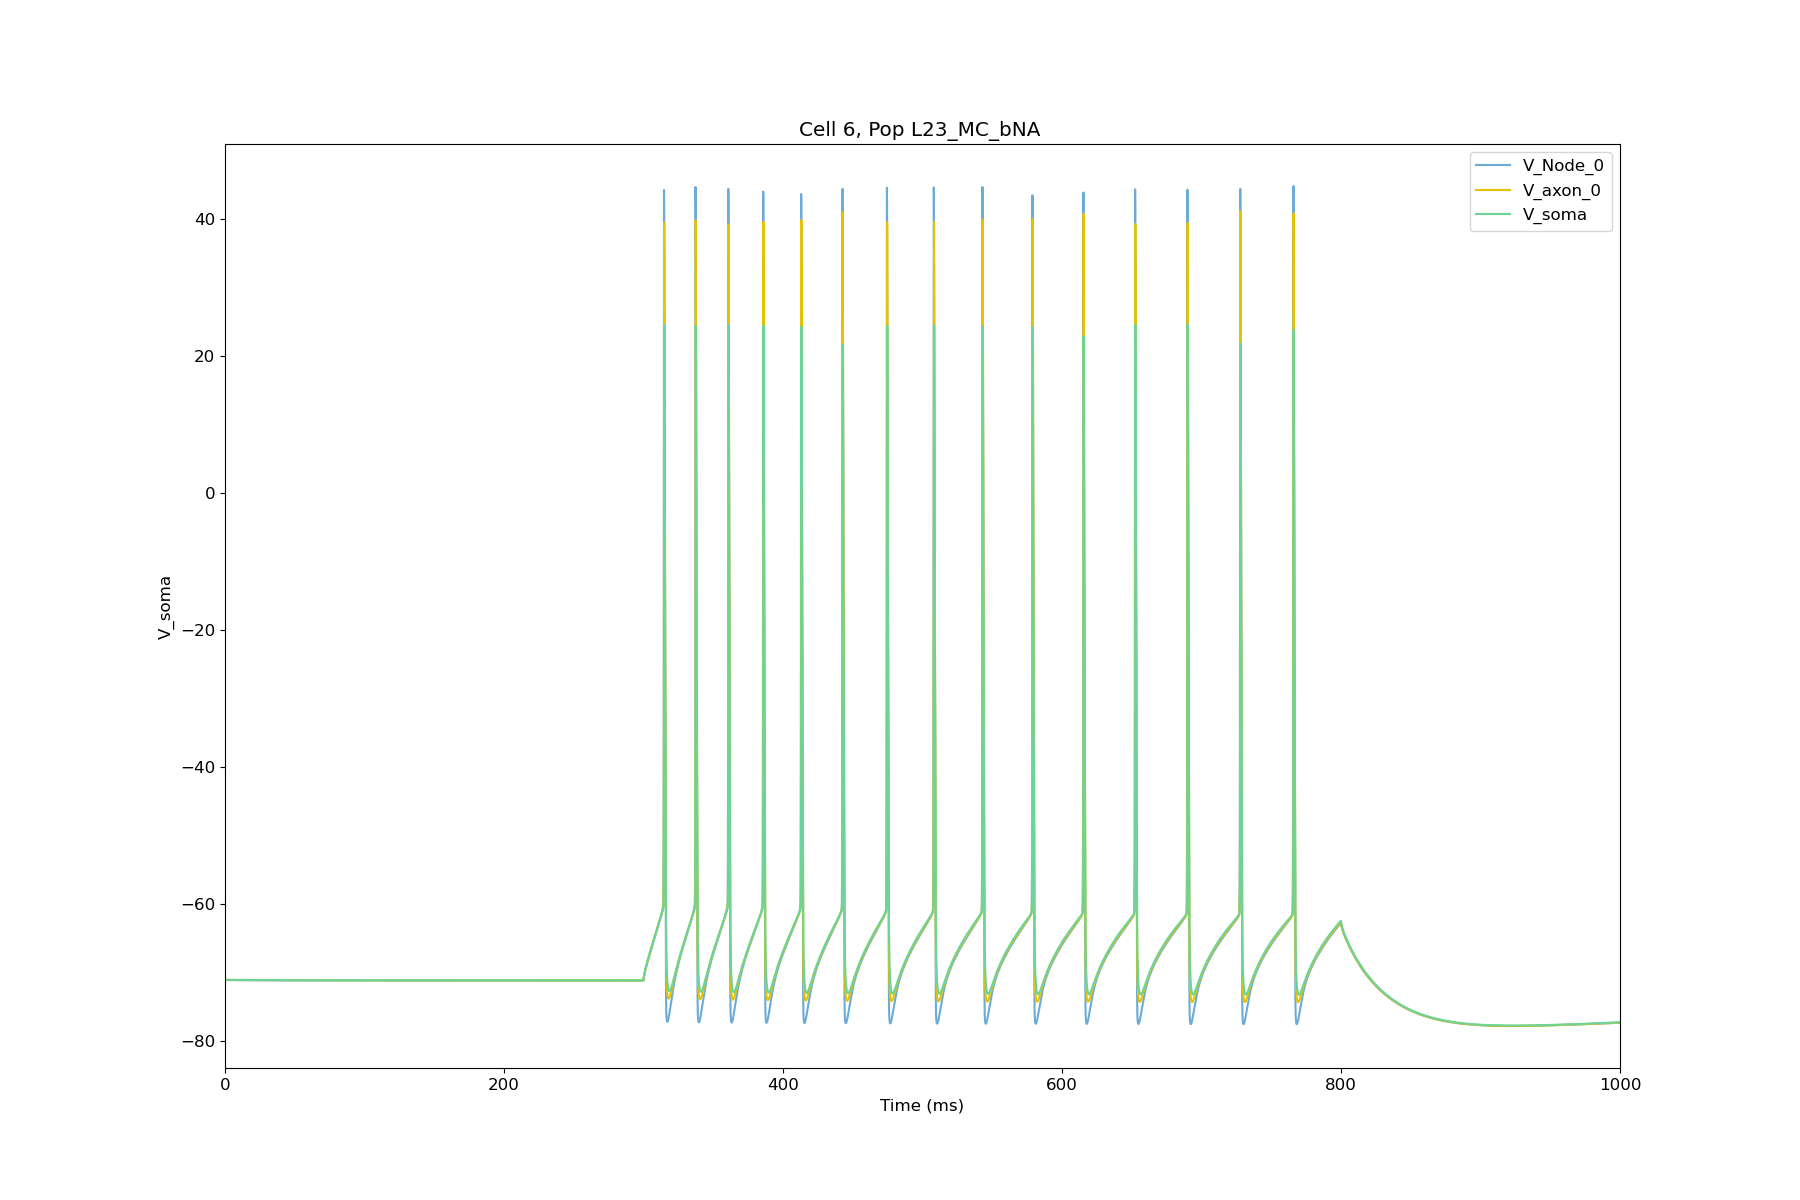 Cell 6, Pop L23_MC_bNA
V_Node_0
V_axon_0
V_soma
40
20
0
−20
−40
−60
−80
V_soma
0 200 400 600 800 1000
Time (ms)